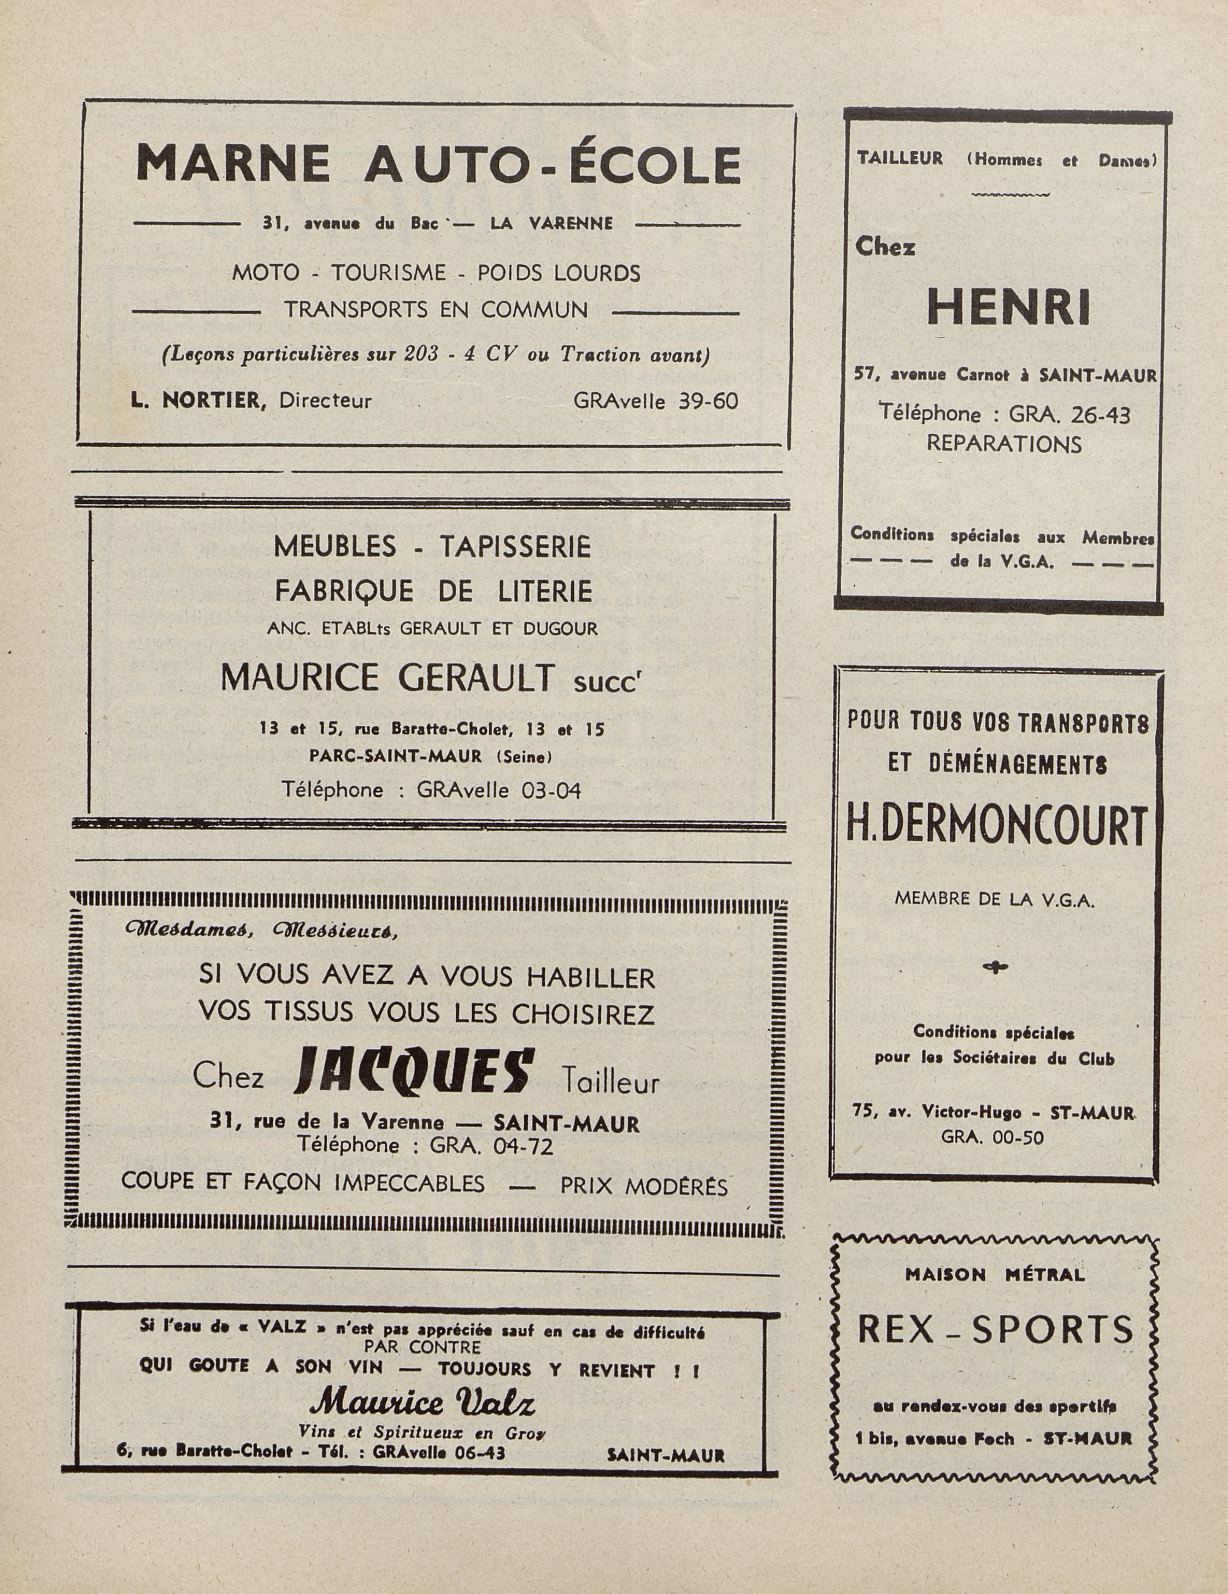 MARNE AUTO-ÉCOLE
31, avenue du Bac — LA VARENNE
MOTO - TOURISME - POIDS LOURDS
TRANSPORTS EN COMMUN
(Leçons particulières sur 203 - 4 CV ou Traction avant)
L. NORTIER, Directeur GRAvelle 39-60
MEUBLES - TAPISSERIE
FABRIQUE DE LITERIE
ANC. ETABLts GERAULT ET DUGOUR
MAURICE GERAULT succr
13 et 15, rue Baratte-Cholet, 13 et 15
PARC-SAINT-MAUR (Seine)
Téléphone : GRAvelle 03-04
Mesdames, Messieurs,
SI VOUS AVEZ A VOUS HABILLER
VOS TISSUS VOUS LES CHOISIREZ
Chez JACQUES Tailleur
31, rue de la Varenne — SAINT-MAUR
Téléphone : GRA. 04-72
COUPE ET FAÇON IMPECCABLES — PRIX MODÉRÉS
Si l'eau de « VALZ » n'est pas appréciée sauf en cas de difficulté
PAR CONTRE
QUI GOUTE A SON VIN — TOUJOURS Y REVIENT ! !
Maurice Valz
Vins et Spiritueux en Gros
6, rue Baratte-Cholet - Tél. : GRAvelle 06-43 SAINT-MAUR
TAILLEUR (Hommes et Dames)
Chez
HENRI
57, avenue Carnot à SAINT-MAUR
Téléphone : GRA. 26-43
REPARATIONS
Conditions spéciales aux Membres
— — — de la V.G.A. — — —
POUR TOUS VOS TRANSPORTS
ET DÉMÉNAGEMENTS
H. DERMONCOURT
MEMBRE DE LA V.G.A.
Conditions spéciales
pour les Sociétaires du Club
75, av. Victor-Hugo - ST-MAUR
GRA. 00-50
MAISON MÉTRAL
REX - SPORTS
au rendez-vous des sportifs
1 bis, avenue Foch - ST-MAUR